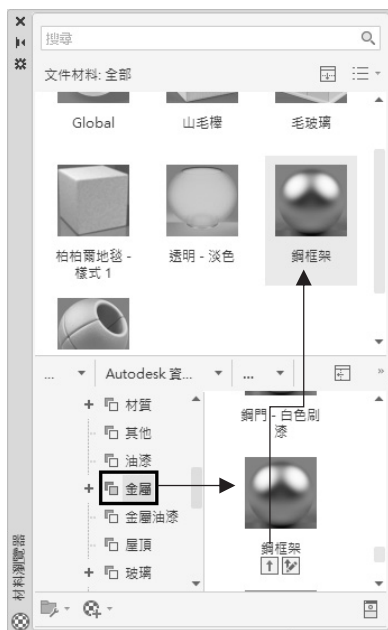 搜尋
文件材料: 全部
Global
山毛櫸
毛玻璃
柏柏爾地毯 -
樣式 1
透明 - 淡色
鋼框架
... Autodesk 資... ... »
材質
其他
油漆
金屬
金屬油漆
屋頂
玻璃
鋼門 - 白色刷
漆
鋼框架
材料瀏覽器